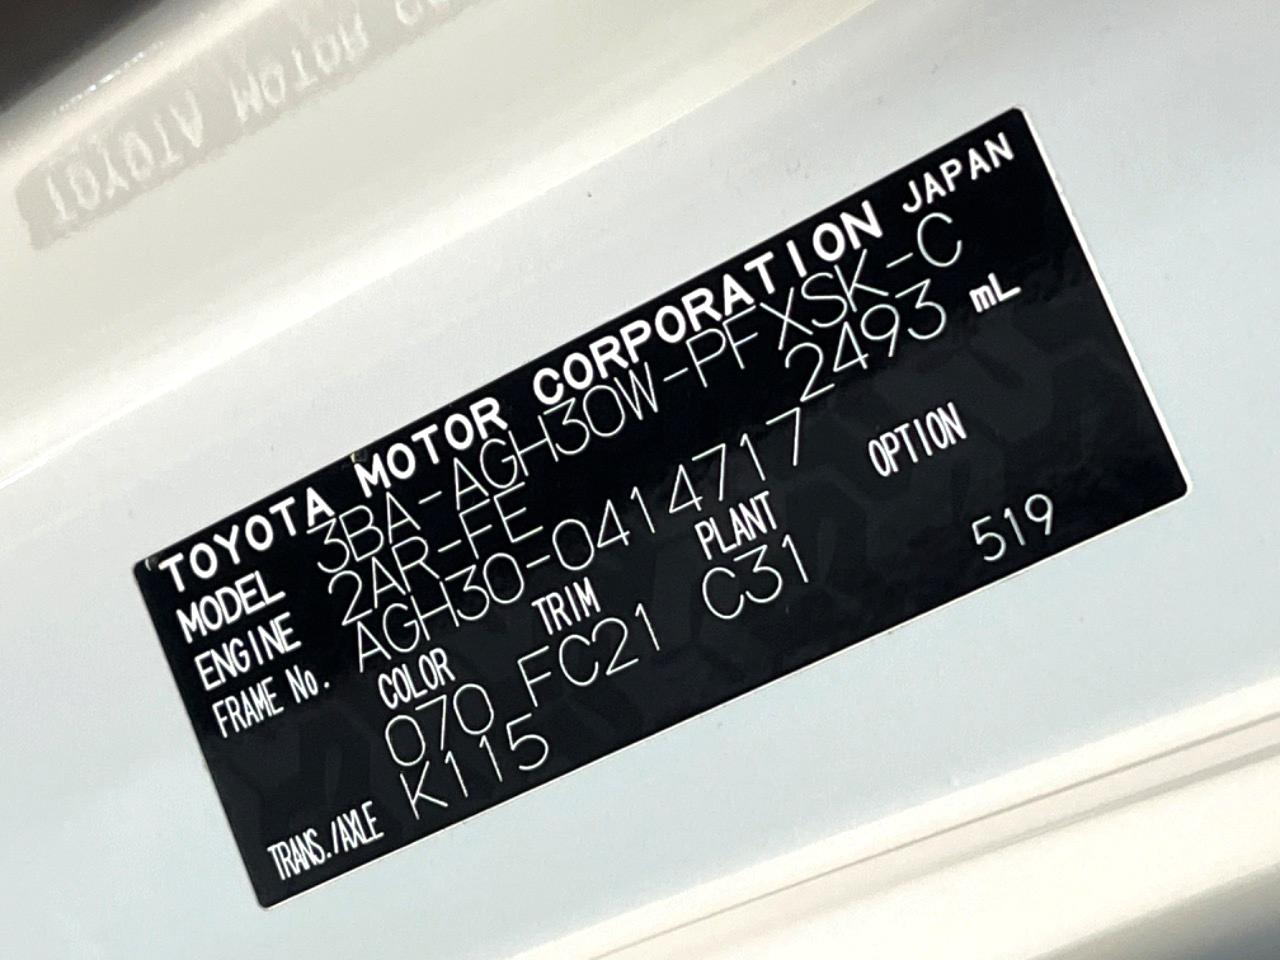 TOYOTA MOTOR CORPORATION JAPAN
MODEL 3BA-AGH30W-PFXSK-C
ENGINE 2AR-FE 2493 mL
FRAME No. AGH30-0414717
COLOR TRIM PLANT OPTION
070 FC21 C31 519
TRANS./AXLE K115
TOYOTA MOTOR